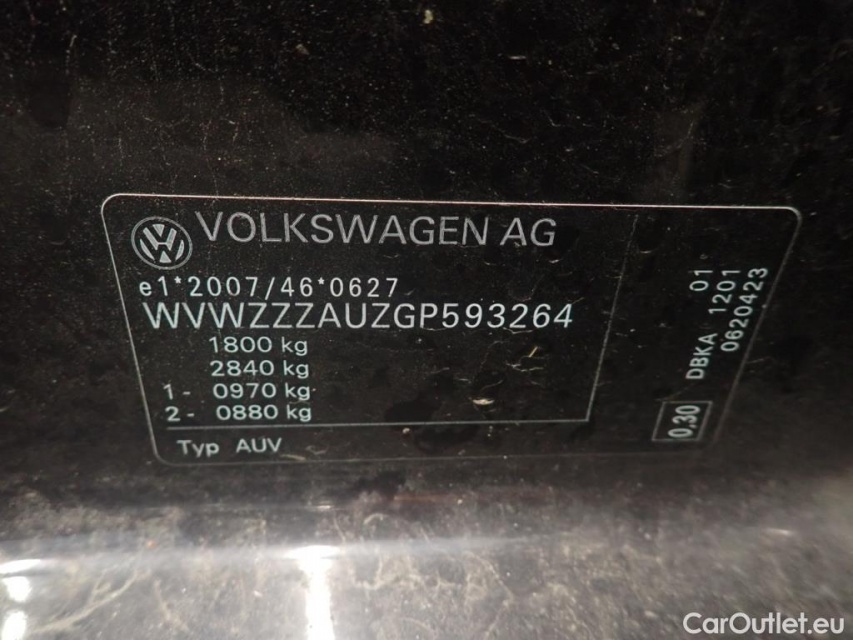 VOLKSWAGEN AG
e1*2007/46*0627
WVWZZZAUZGP593264
1800 kg
2840 kg
1- 0970 kg
2- 0880 kg
Typ AUV
01
DBKA 1201
0620423
0,30
CarOutlet.eu